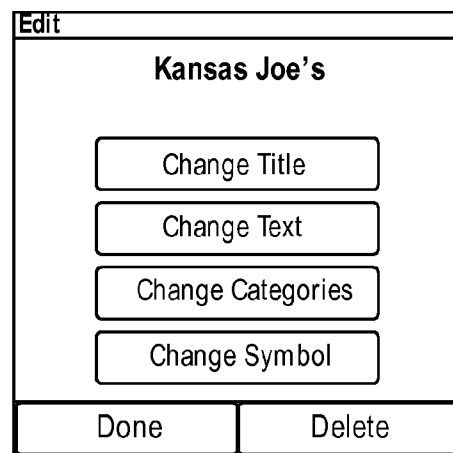 Edit
Kansas Joe's
Change Title
Change Text
Change Categories
Change Symbol
Done Delete